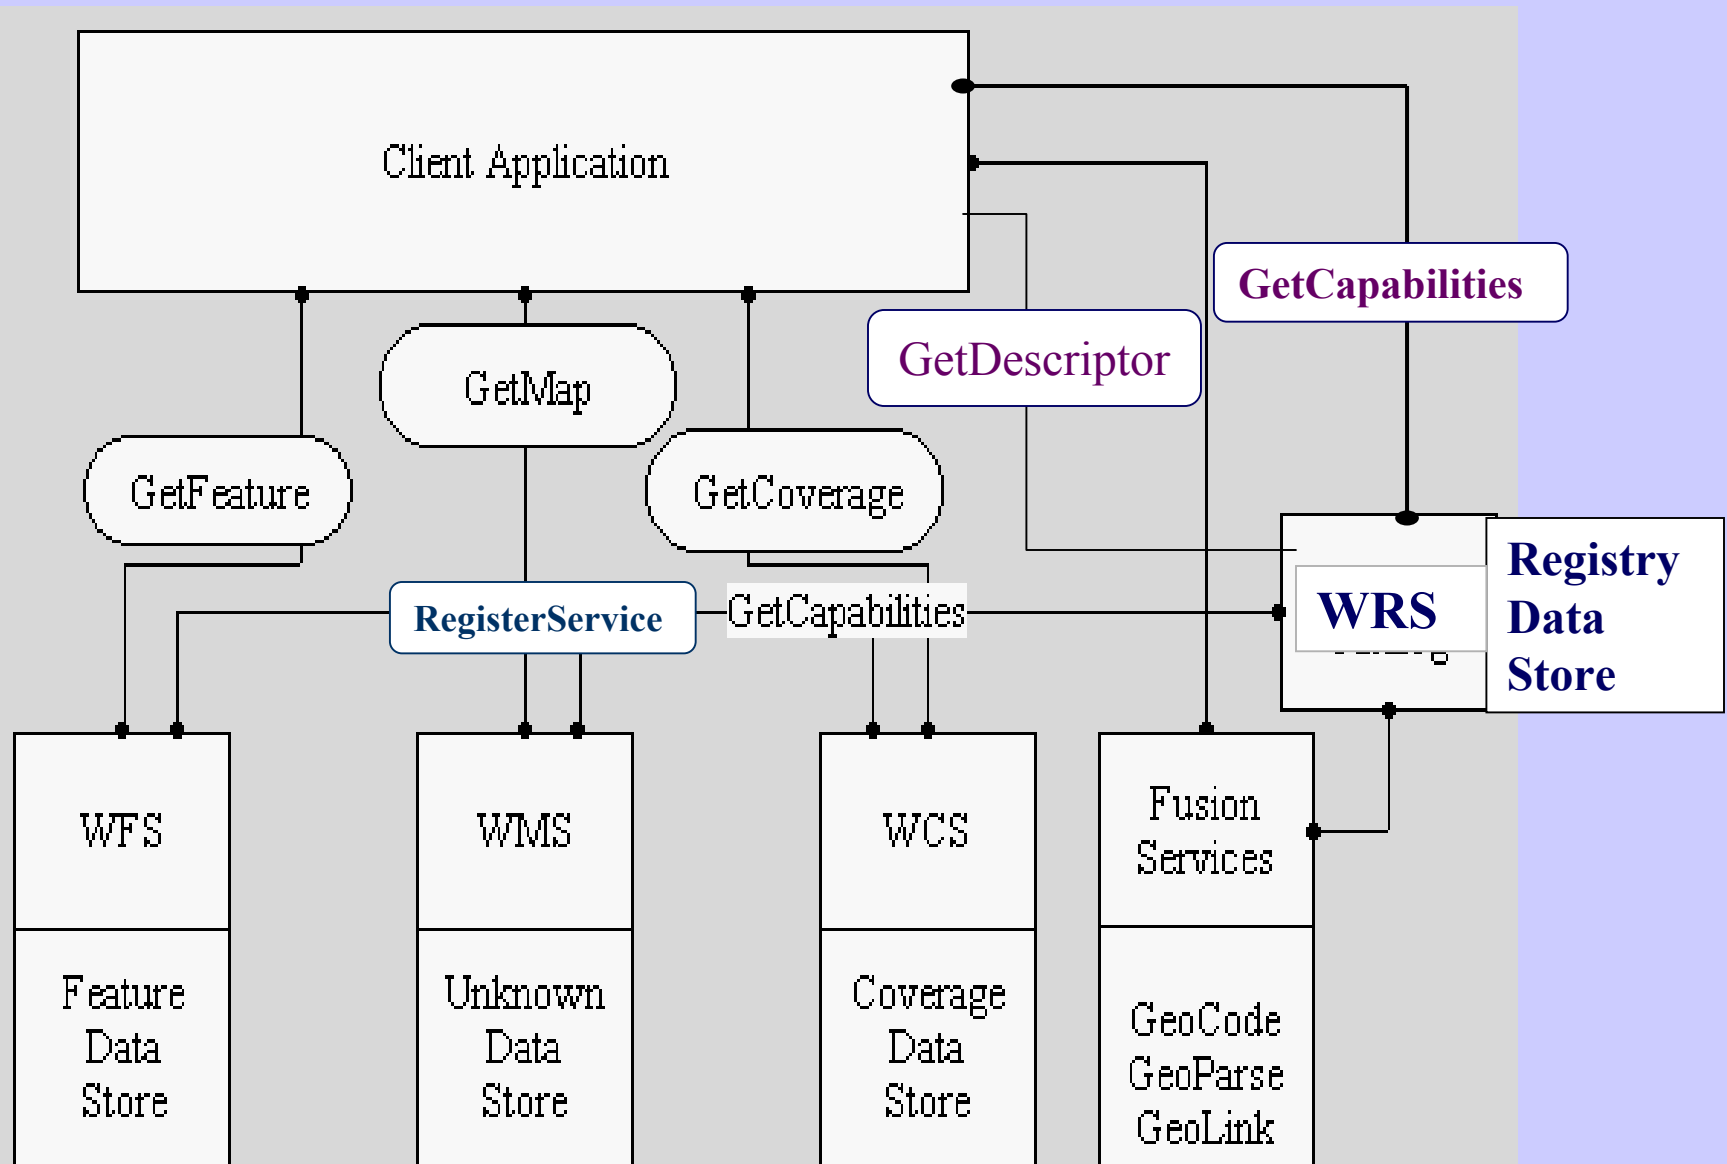 Client Application
GetCapabilities
GetDescriptor
GetMap
GetFeature
GetCoverage
RegisterService
GetCapabilities
WRS
Registry
Data
Store
WFS
WMS
WCS
Fusion
Services
Feature
Data
Store
Unknown
Data
Store
Coverage
Data
Store
GeoCode
GeoParse
GeoLink